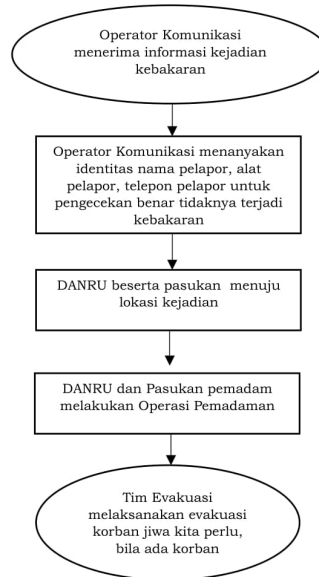 Operator Komunikasi
menerima informasi kejadian
kebakaran
Operator Komunikasi menanyakan
identitas nama pelapor, alat
pelapor, telepon pelapor untuk
pengecekan benar tidaknya terjadi
kebakaran
DANRU beserta pasukan menuju
lokasi kejadian
DANRU dan Pasukan pemadam
melakukan Operasi Pemadaman
Tim Evakuasi
melaksanakan evakuasi
korban jiwa kita perlu,
bila ada korban